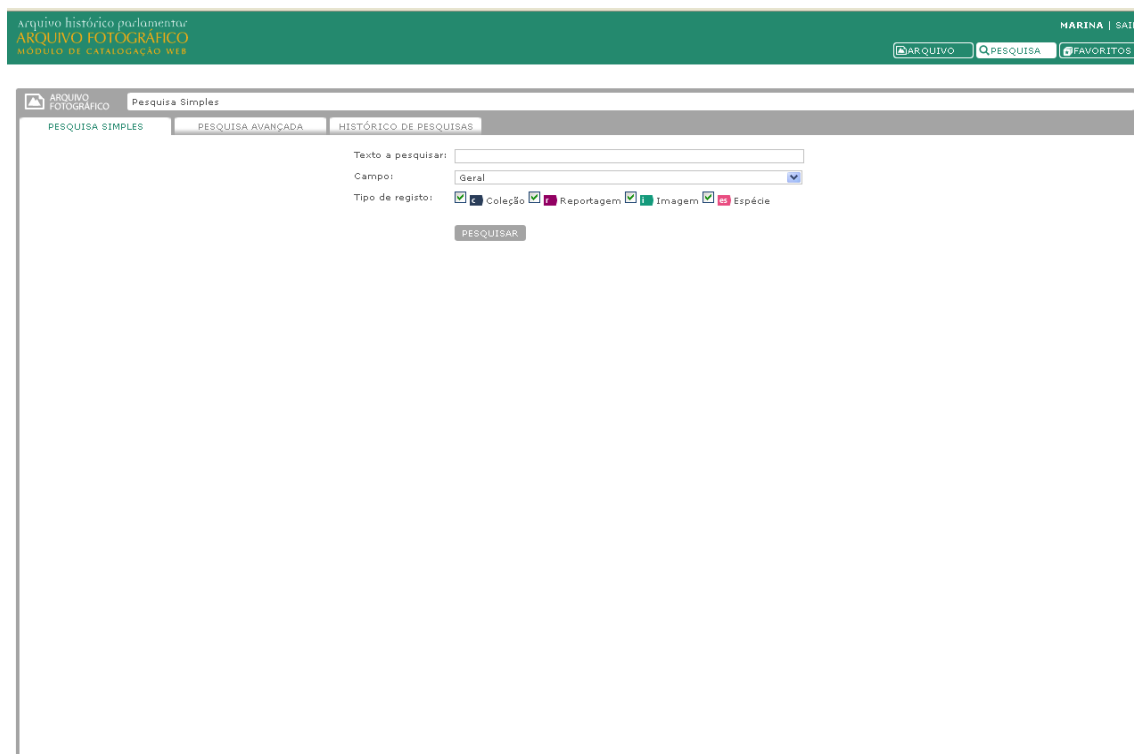 Arquivo histórico parlamentar
ARQUIVO FOTOGRÁFICO
MÓDULO DE CATALOGAÇÃO WEB
MARINA | SAI
ARQUIVO PESQUISA FAVORITOS
ARQUIVO
FOTOGRÁFICO
Pesquisa Simples
PESQUISA SIMPLES PESQUISA AVANÇADA HISTÓRICO DE PESQUISAS
Texto a pesquisar:
Campo: Geral
Tipo de registo: c Coleção r Reportagem i Imagem es Espécie
PESQUISAR